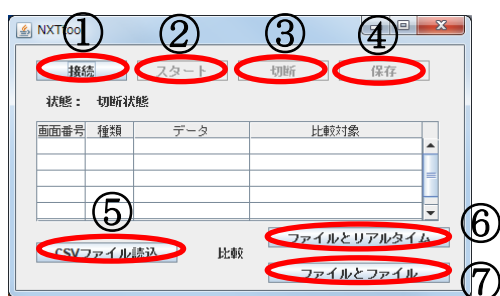 NXTtool
① ② ③ ④
接続 スタート 切断 保存
状態： 切断状態
画面番号 種類 データ 比較対象
⑤
CSVファイル読込 比較 ファイルとリアルタイム ⑥
ファイルとファイル ⑦